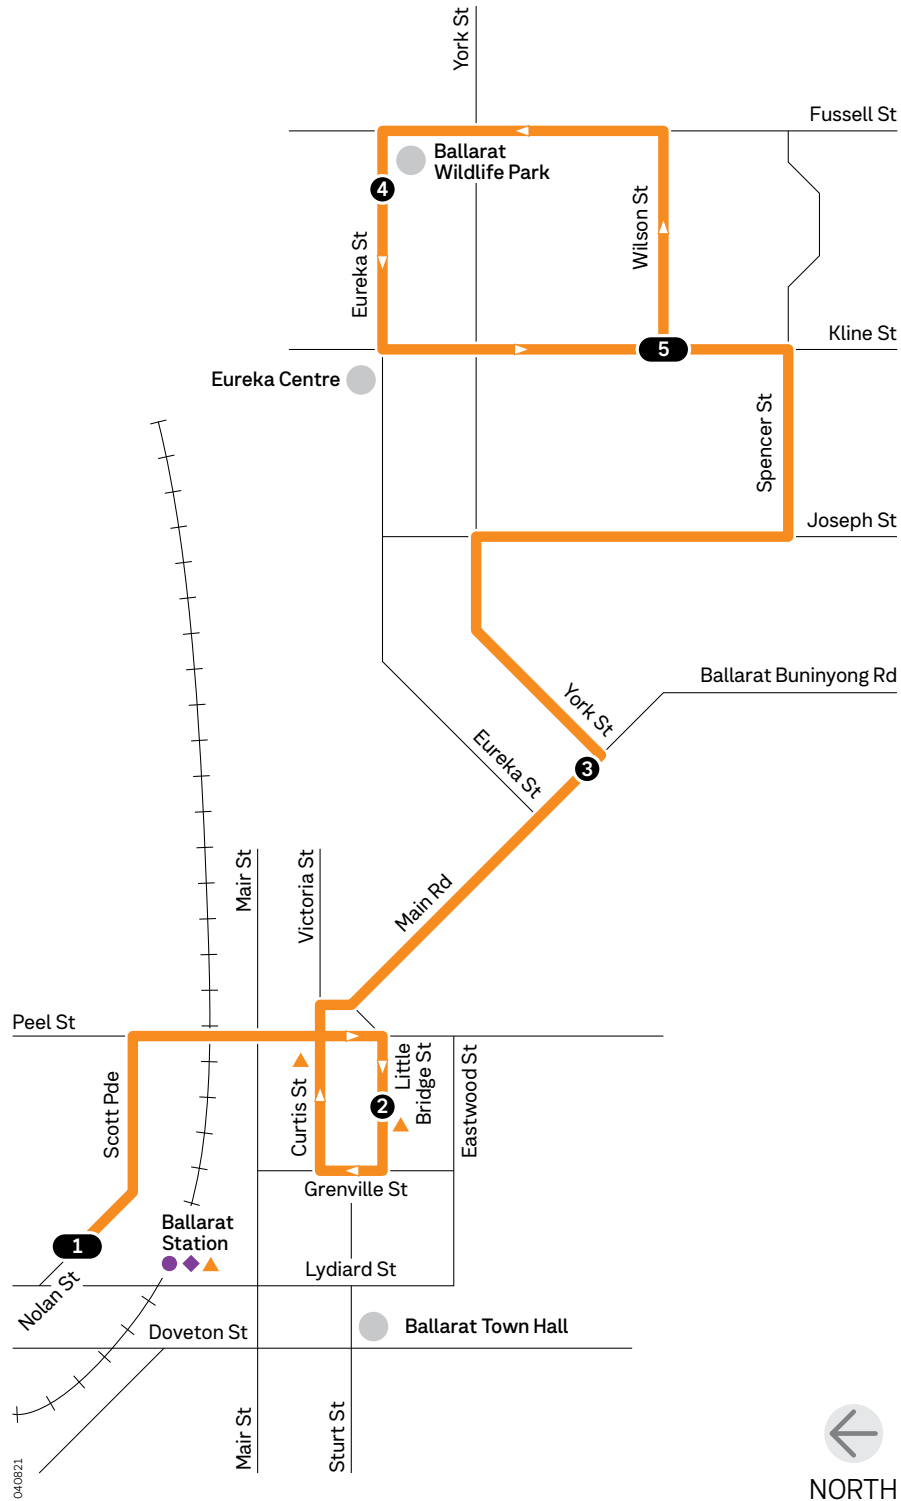 York St
Fussell St
Ballarat
Wildlife Park
4
Wilson St
Eureka St
Kline St
5
Eureka Centre
Spencer St
Joseph St
Ballarat Buninyong Rd
York St
Eureka St
3
Mair St
Victoria St
Main Rd
Peel St
Scott Pde
Curtis St
Little
Bridge St
Eastwood St
2
Grenville St
Ballarat
Station
1
Nolan St
Lydiard St
Doveton St
Ballarat Town Hall
Mair St
Sturt St
040821
NORTH